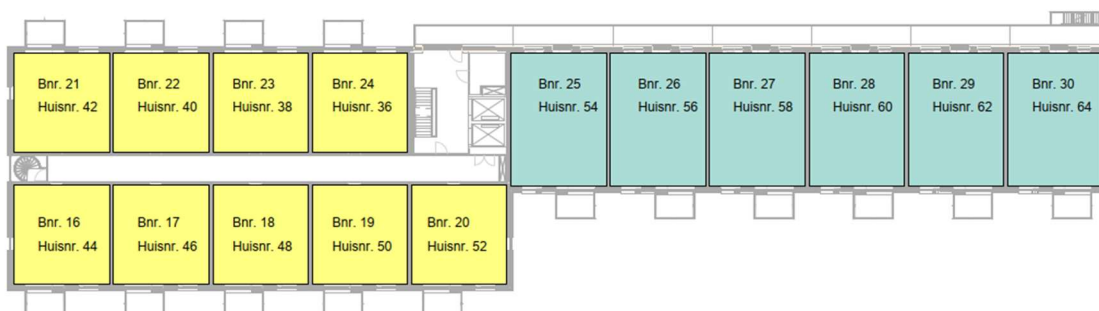 Bnr. 21
Huisnr. 42
Bnr. 22
Huisnr. 40
Bnr. 23
Huisnr. 38
Bnr. 24
Huisnr. 36
Bnr. 25
Huisnr. 54
Bnr. 26
Huisnr. 56
Bnr. 27
Huisnr. 58
Bnr. 28
Huisnr. 60
Bnr. 29
Huisnr. 62
Bnr. 30
Huisnr. 64
Bnr. 16
Huisnr. 44
Bnr. 17
Huisnr. 46
Bnr. 18
Huisnr. 48
Bnr. 19
Huisnr. 50
Bnr. 20
Huisnr. 52